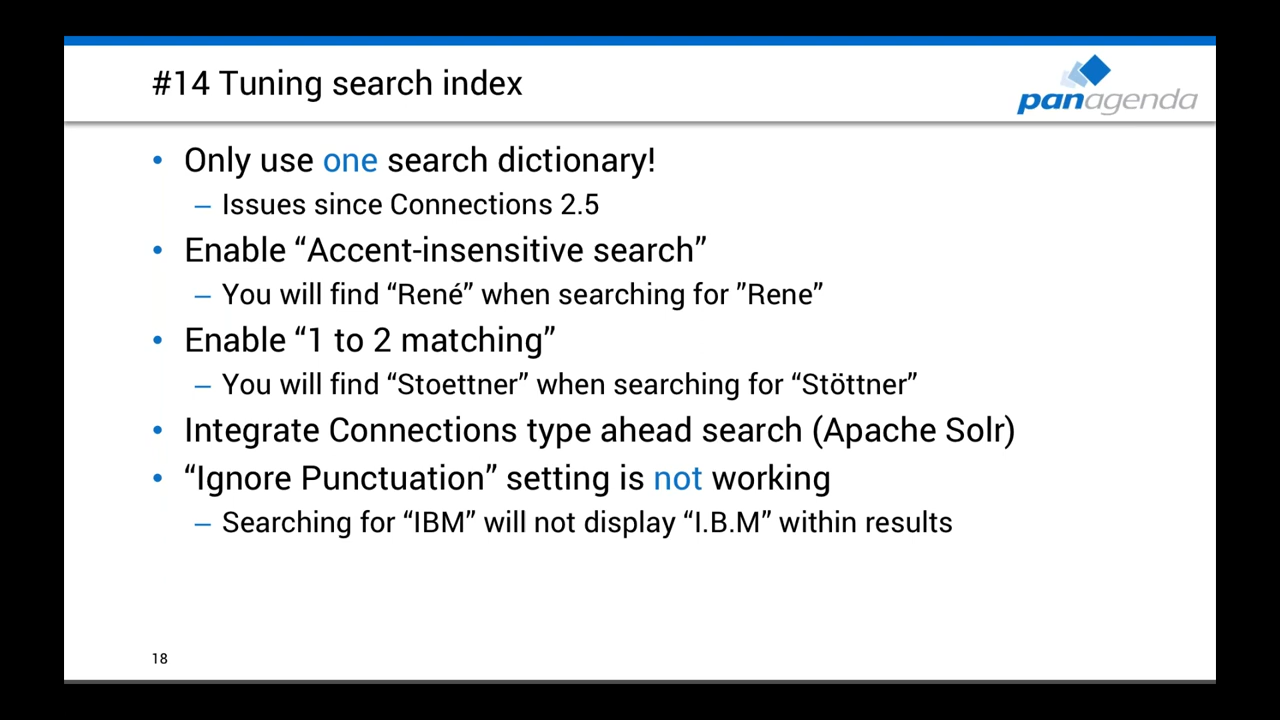 #14 Tuning search index
panagenda
• Only use one search dictionary!
– Issues since Connections 2.5
• Enable “Accent-insensitive search”
– You will find “René” when searching for ”Rene”
• Enable “1 to 2 matching”
– You will find “Stoettner” when searching for “Stöttner”
• Integrate Connections type ahead search (Apache Solr)
• “Ignore Punctuation” setting is not working
– Searching for “IBM” will not display “I.B.M” within results
18